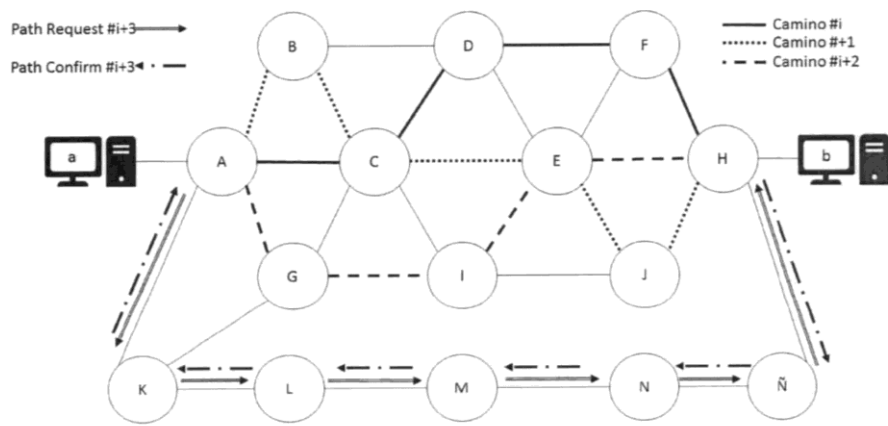 Path Request #i+3
Path Confirm #i+3
Camino #i
Camino #+1
Camino #i+2
B
D
F
a
A
C
E
H
b
G
I
J
K
L
M
N
Ñ